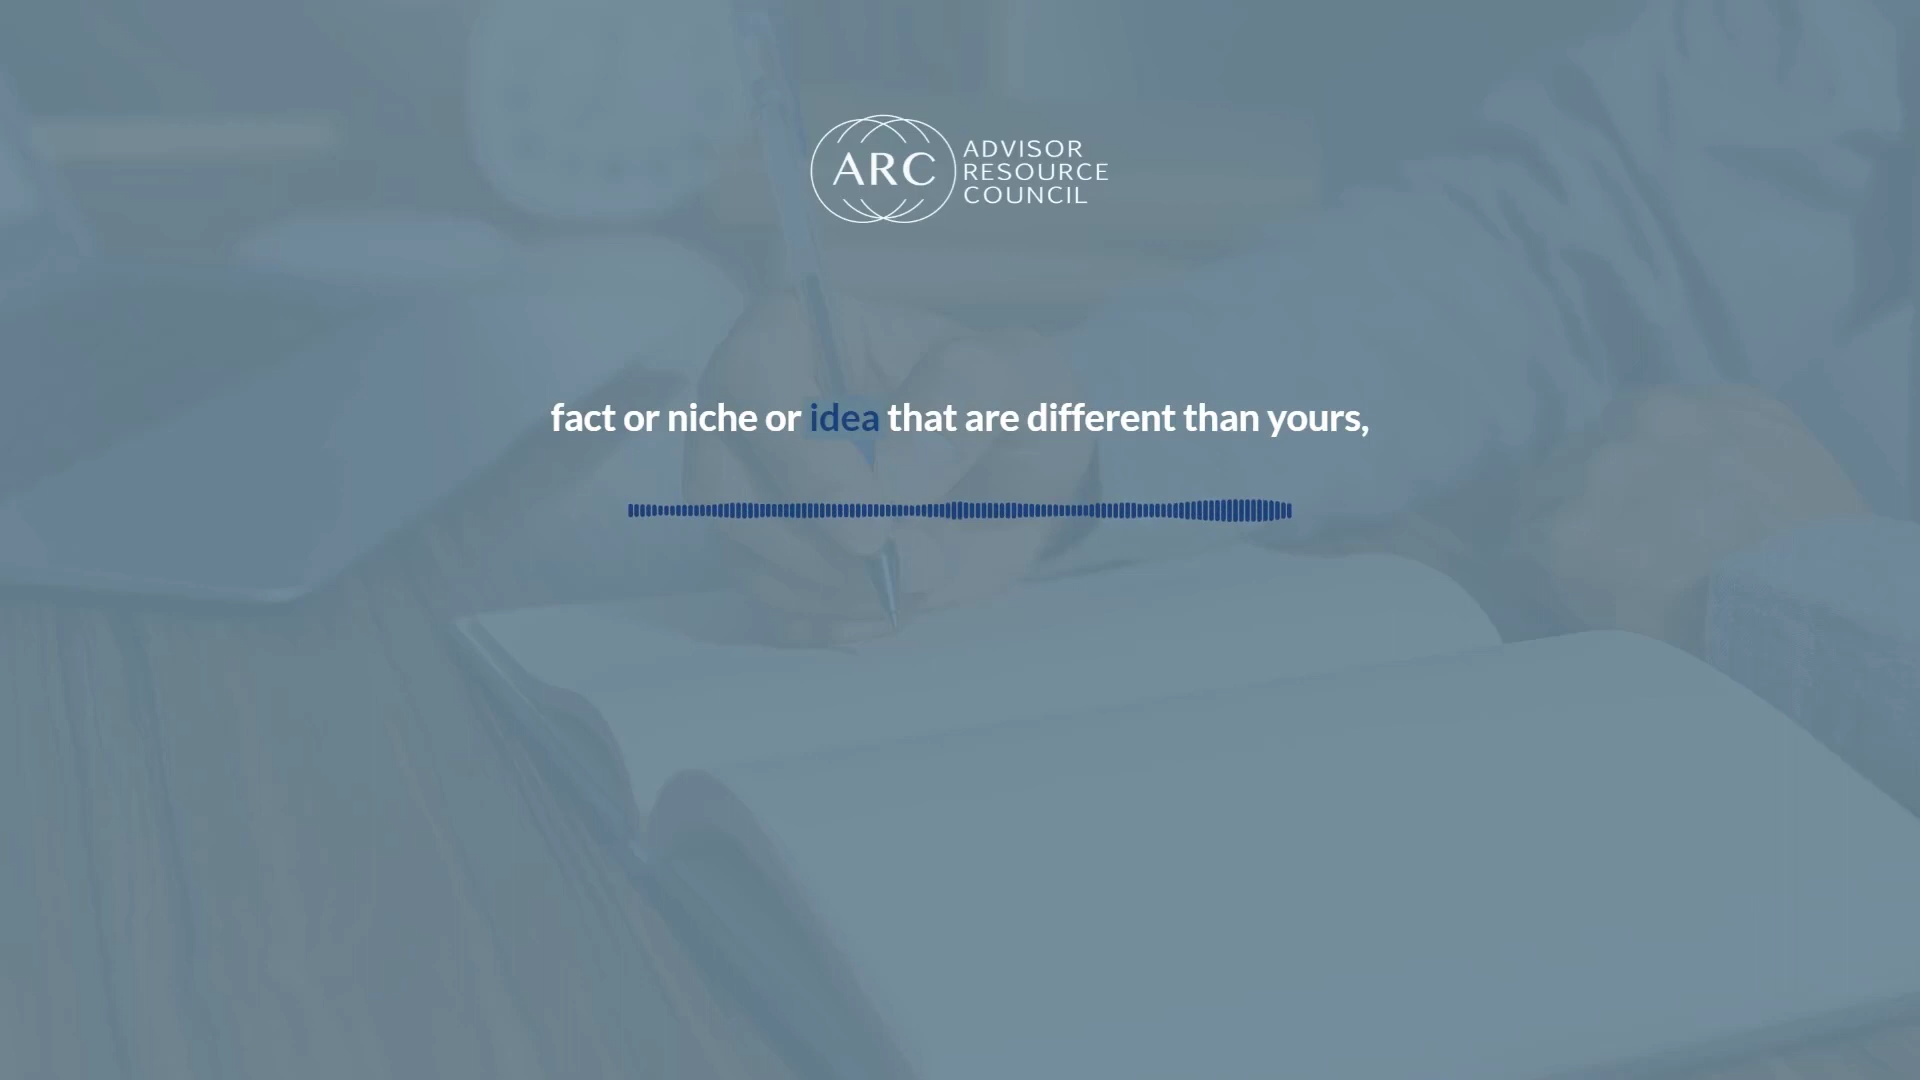 ARC
ADVISOR
RESOURCE
COUNCIL
fact or niche or idea that are different than yours,